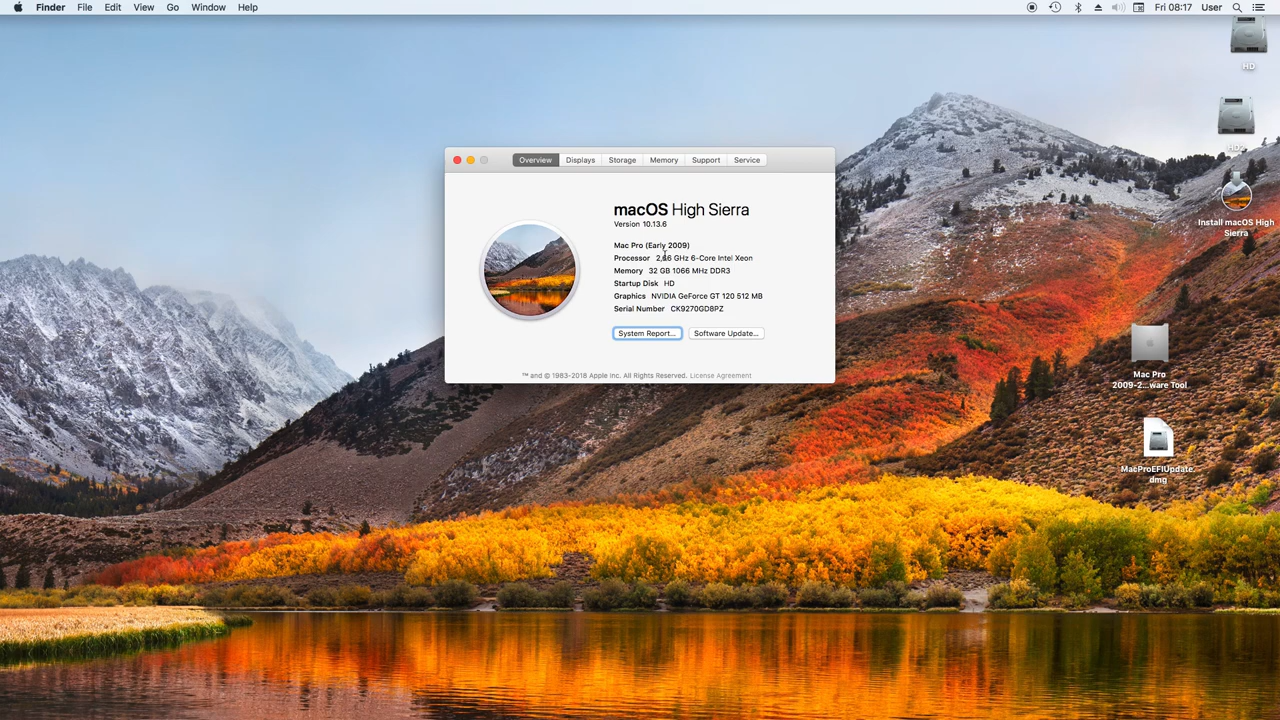 Finder File Edit View Go Window Help Fri 08:17 User
HD
HD2
Install macOS High
Sierra
Mac Pro
2009-2...ware Tool
MacProEFIUpdate.
dmg
Overview Displays Storage Memory Support Service
macOS High Sierra
Version 10.13.6
Mac Pro (Early 2009)
Processor GHz 6-Core Intel Xeon
Memory 32 GB 1066 MHz DDR3
Startup Disk HD
Graphics NVIDIA GeForce GT 120 512 MB
Serial Number CK9270GD8PZ
System Report... Software Update...
™ and © 1983-2018 Apple Inc. All Rights Reserved. License Agreement